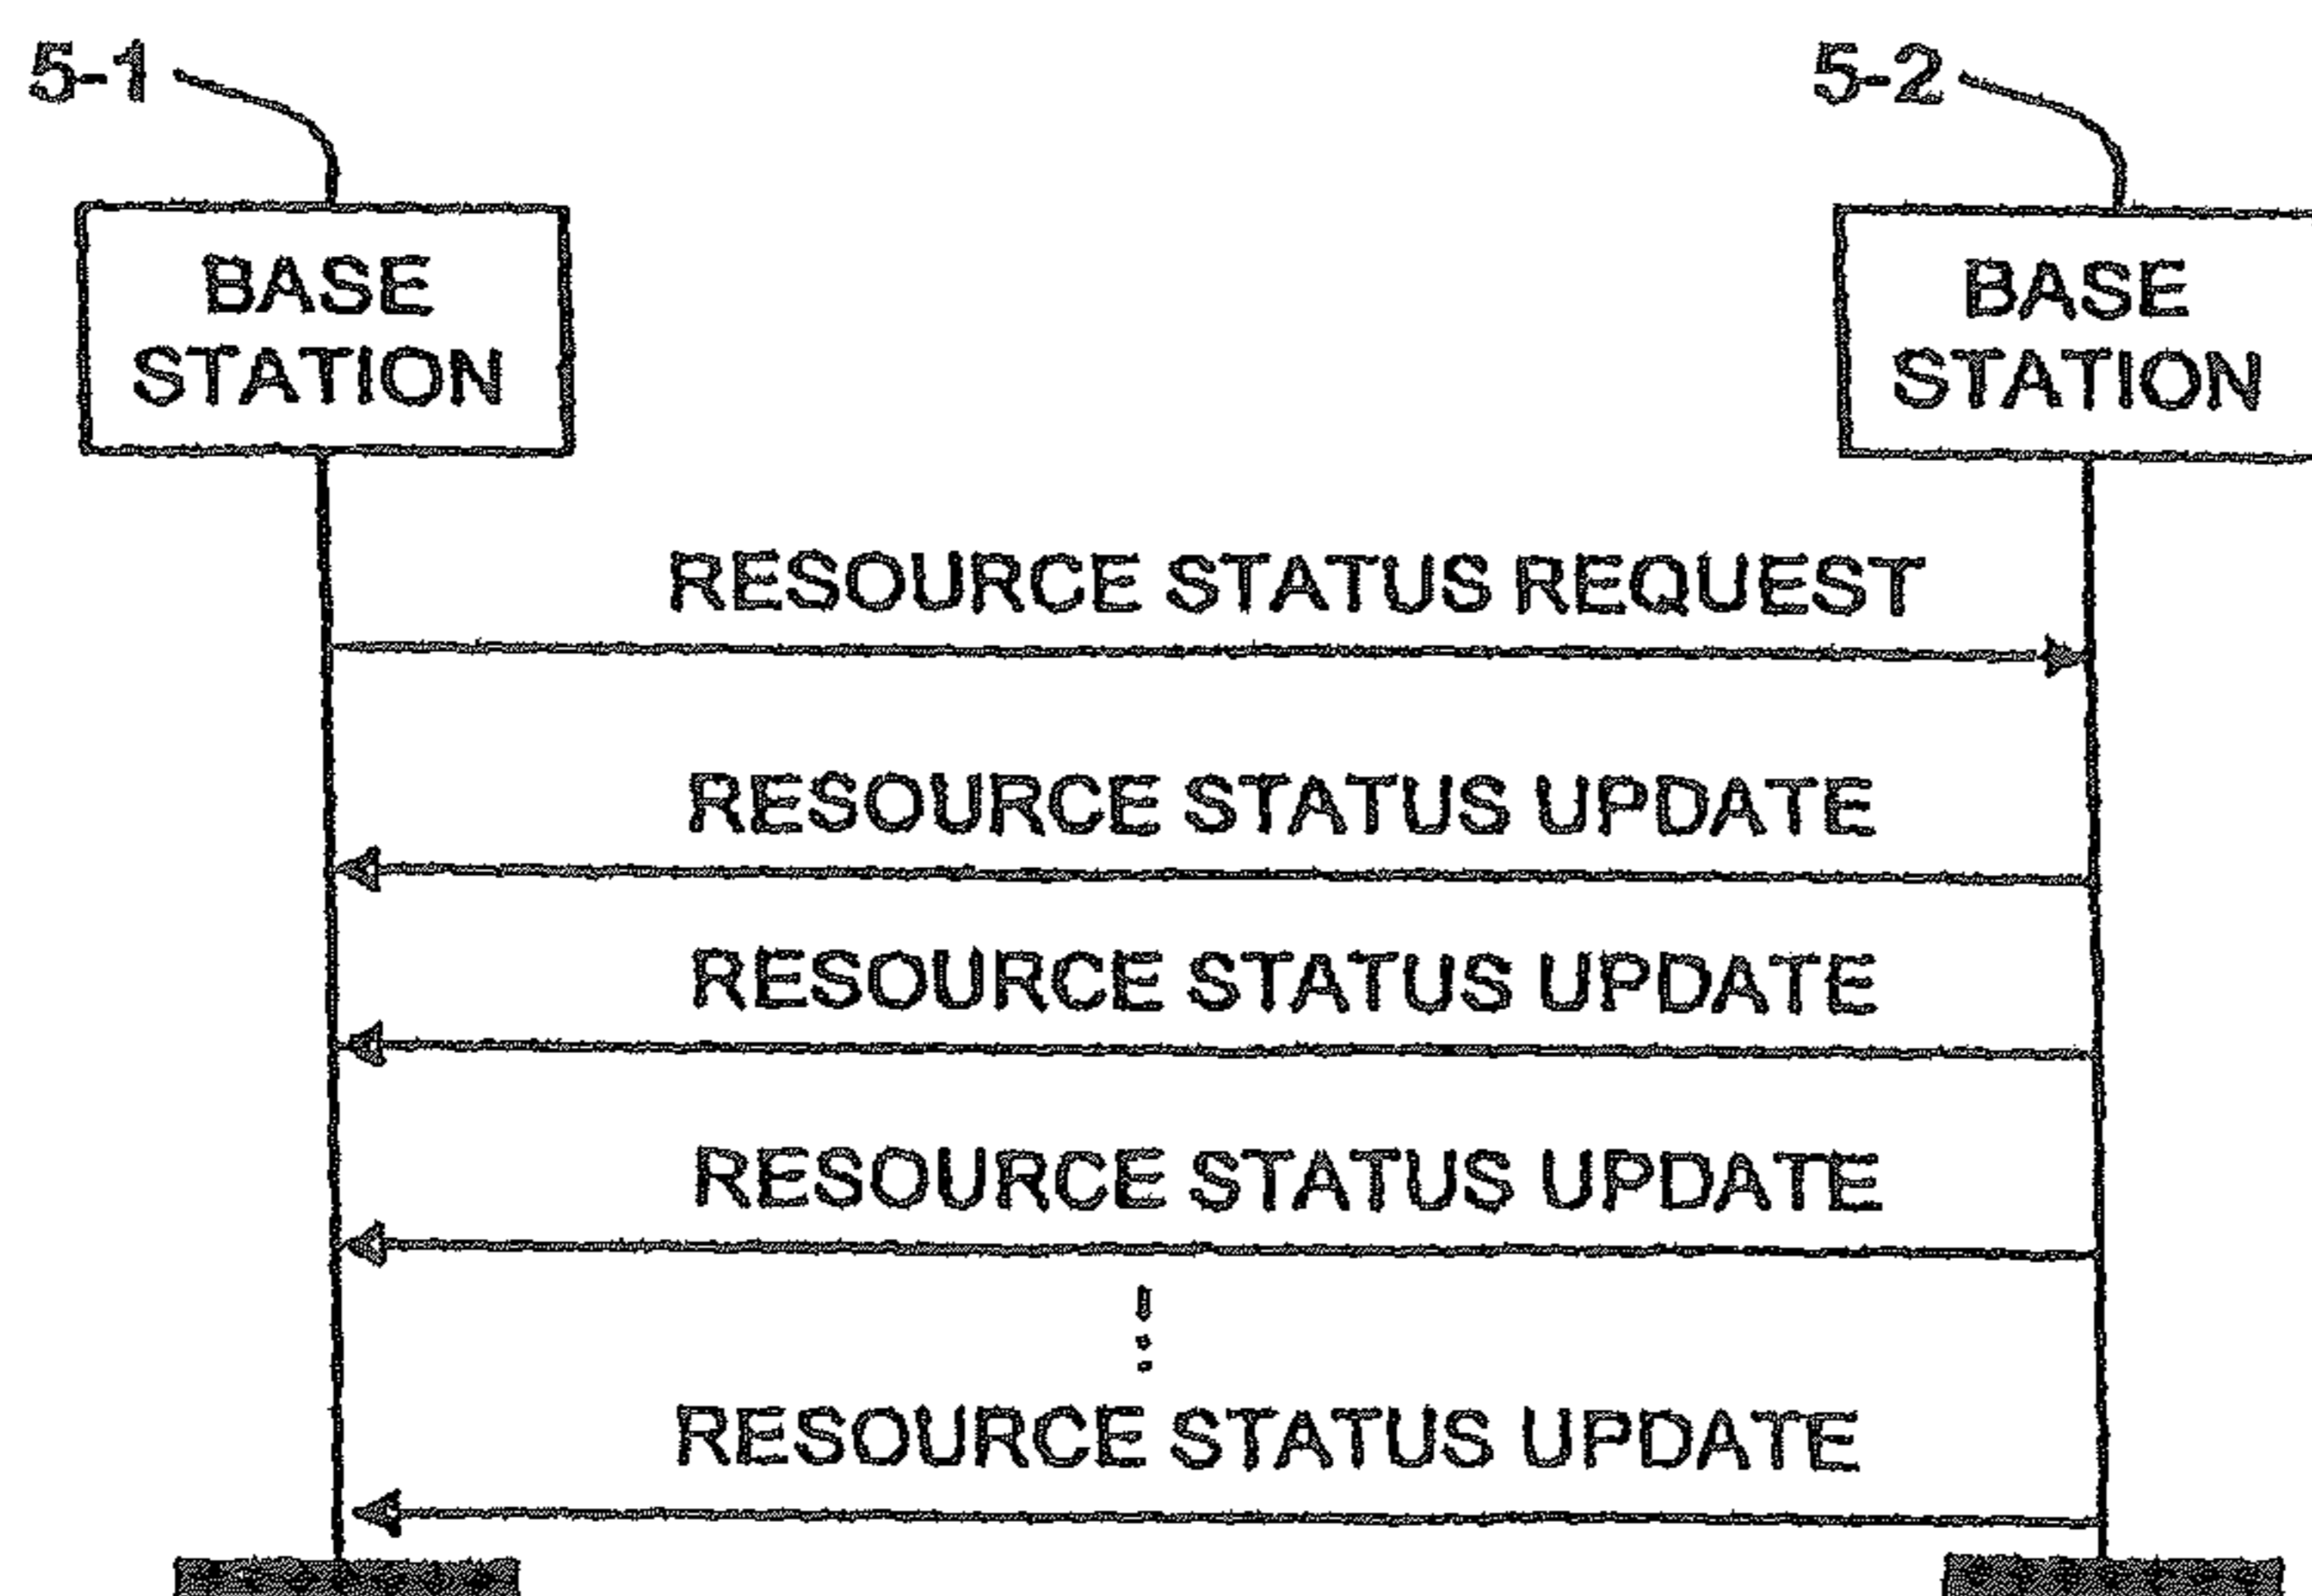 5-1
5-2
BASE
STATION
BASE
STATION
RESOURCE STATUS REQUEST
RESOURCE STATUS UPDATE
RESOURCE STATUS UPDATE
RESOURCE STATUS UPDATE
RESOURCE STATUS UPDATE